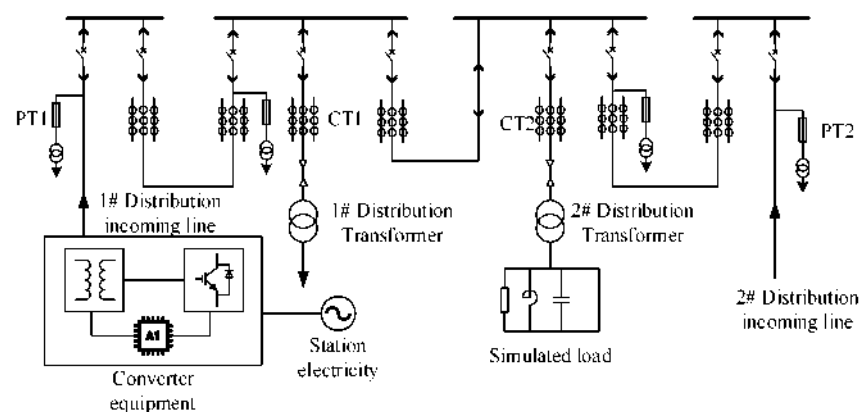 PT1
CT1
CT2
PT2
1# Distribution
incoming line
1# Distribution
Transformer
2# Distribution
Transformer
2# Distribution
incoming line
A1
Station
electricity
Simulated load
Converter
equipment